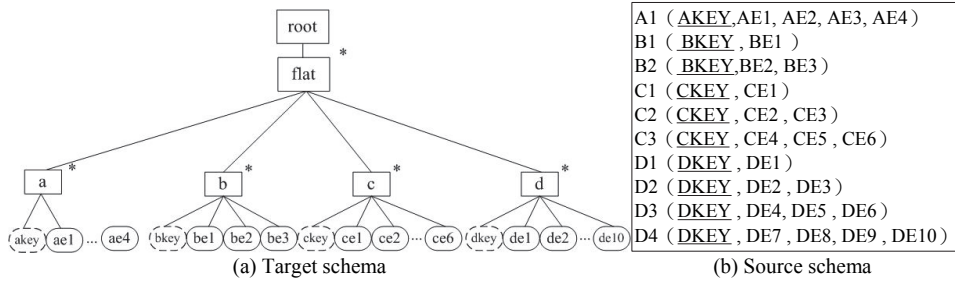 root
*
flat
* * * *
a b c d
akey ae1 ... ae4 bkey be1 be2 be3 ckey ce1 ce2 ... ce6 dkey de1 de2 ... de10
(a) Target schema
A1 ( AKEY,AE1, AE2, AE3, AE4)
B1 ( BKEY , BE1 )
B2 ( BKEY,BE2, BE3)
C1 ( CKEY , CE1 )
C2 ( CKEY , CE2 , CE3 )
C3 ( CKEY , CE4 , CE5 , CE6 )
D1 ( DKEY , DE1 )
D2 ( DKEY , DE2 , DE3 )
D3 ( DKEY , DE4, DE5 , DE6 )
D4 ( DKEY , DE7 , DE8, DE9 , DE10 )
(b) Source schema